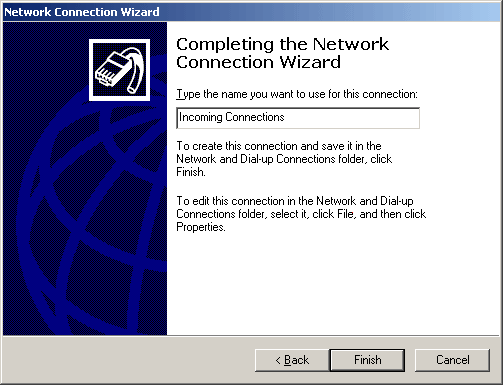 Network Connection Wizard
Completing the Network
Connection Wizard
Type the name you want to use for this connection:
Incoming Connections
To create this connection and save it in the
Network and Dial-up Connections folder, click
Finish.
To edit this connection in the Network and Dial-up
Connections folder, select it, click File, and then click
Properties.
< Back
Finish
Cancel